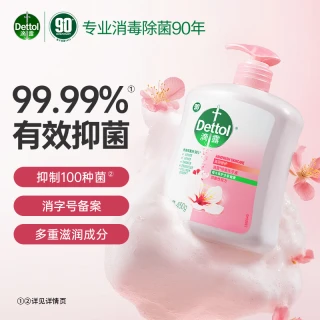 Dettol
滴露
90
专业消毒除菌90年
99.99%①
有效抑菌
抑制100种菌②
消字号备案
多重滋润成分
①②详见详情页
Dettol
滴露
450g